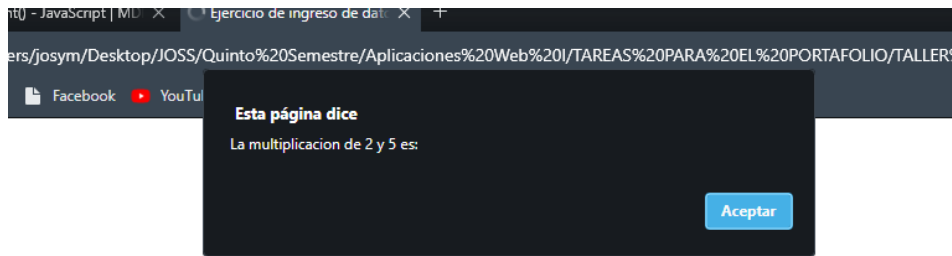 nt() - JavaScript | MD
Ejercicio de ingreso de dato
ers/josym/Desktop/JOSS/Quinto%20Semestre/Aplicaciones%20Web%20I/TAREAS%20PARA%20EL%20PORTAFOLIO/TALLER%
Facebook YouTu
Esta página dice
La multiplicacion de 2 y 5 es:
Aceptar